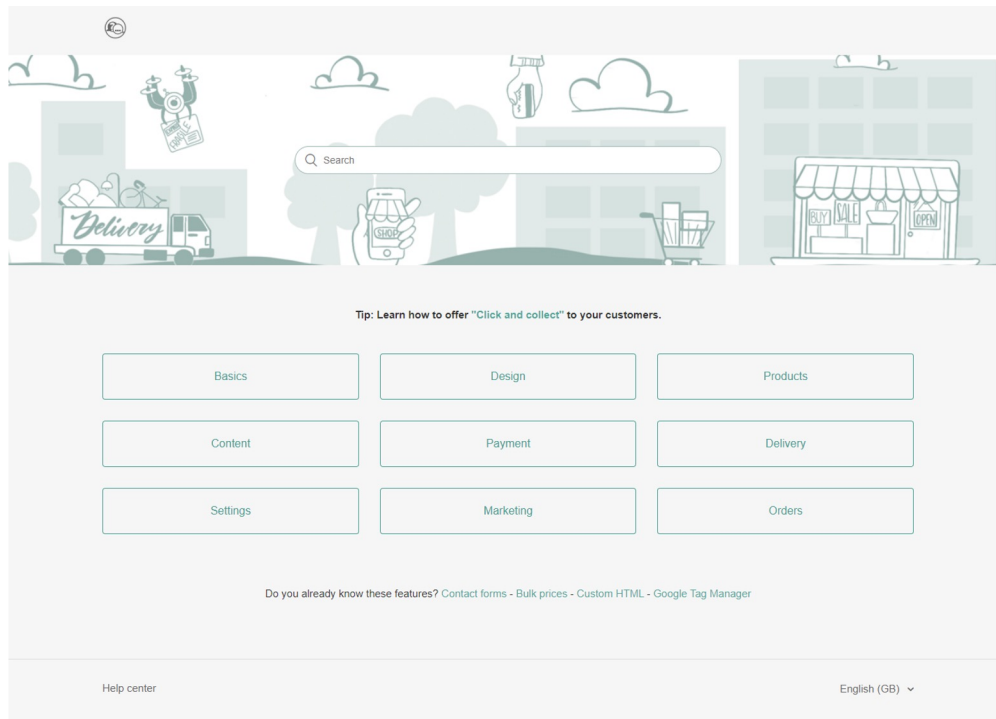 Search
Delivery
SHOP
BUY
SALE
OPEN
Tip: Learn how to offer "Click and collect" to your customers.
Basics
Design
Products
Content
Payment
Delivery
Settings
Marketing
Orders
Do you already know these features? Contact forms - Bulk prices - Custom HTML - Google Tag Manager
Help center
English (GB)